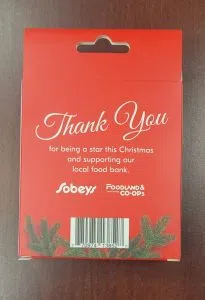 Thank You
for being a star this Christmas
and supporting our
local food bank.
Sobeys FOODLAND &
CO-OPS